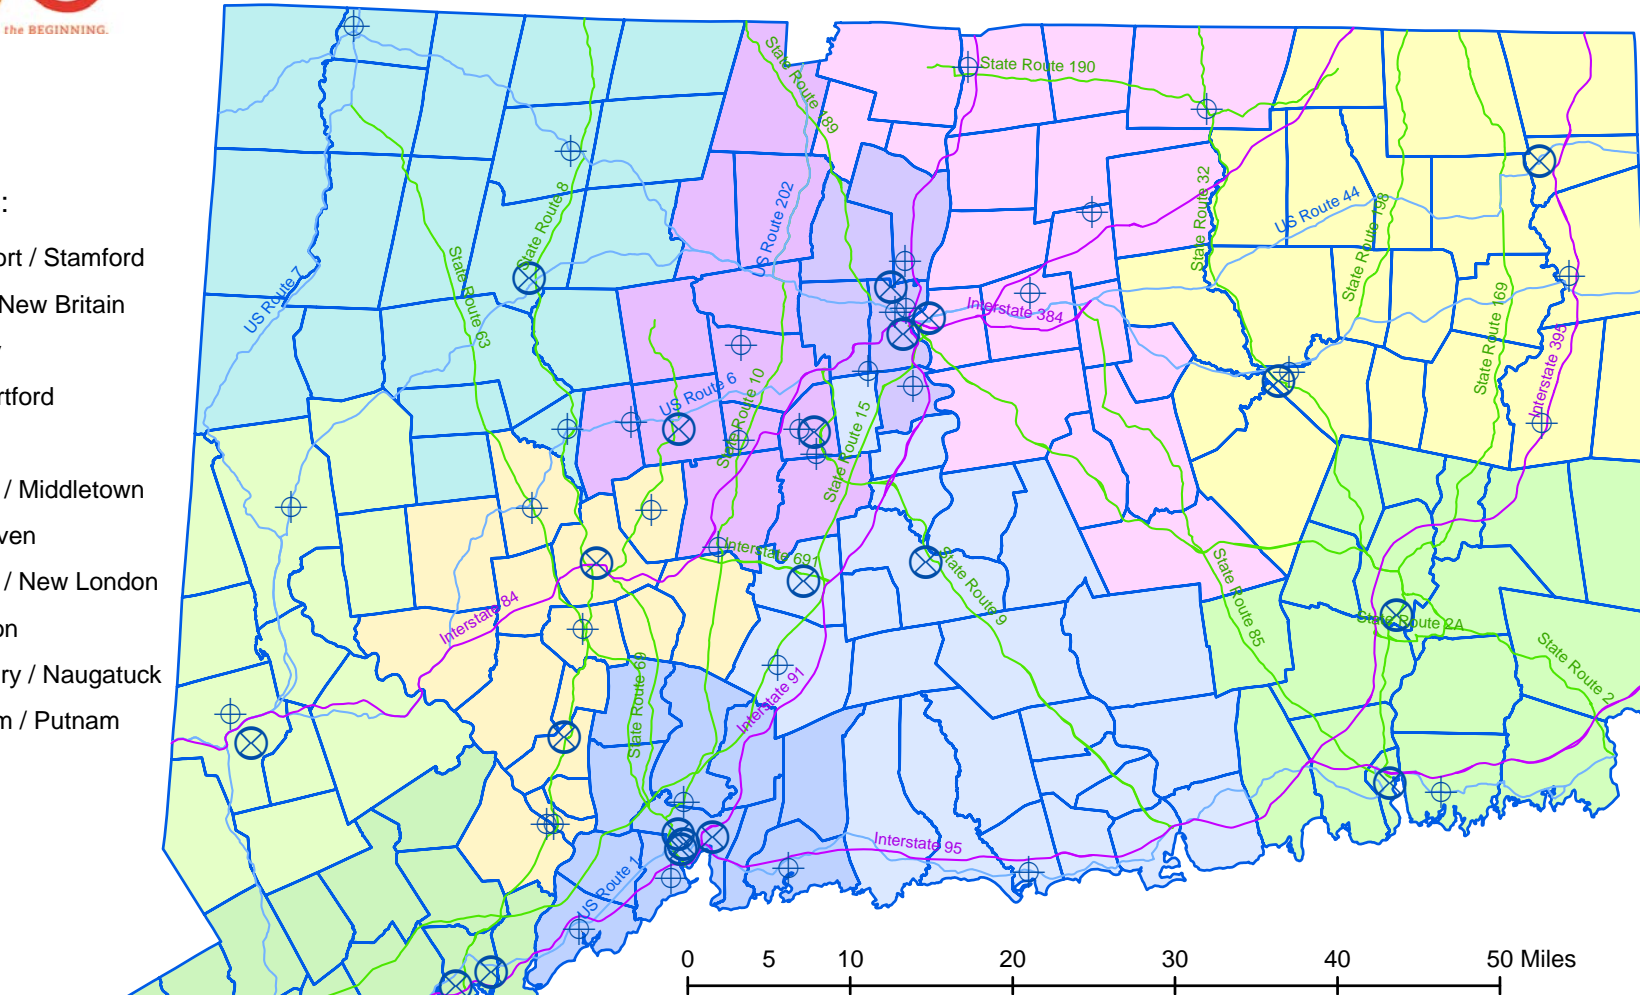 the BEGINNING.
:
ort / Stamford
New Britain
rtford
/ Middletown
ven
/ New London
on
ry / Naugatuck
m / Putnam
State Route 189
State Route 190
State Route 8
US Route 202
State Route 32
US Route 44
State Route 198
US Route 7
State Route 63
Interstate 384
State Route 169
Interstate 395
US Route 6
State Route 10
State Route 15
Interstate 691
State Route 9
State Route 85
Interstate 84
State Route 2A
State Route 2
State Route 69
Interstate 91
US Route 1
Interstate 95
0 5 10 20 30 40 50 Miles